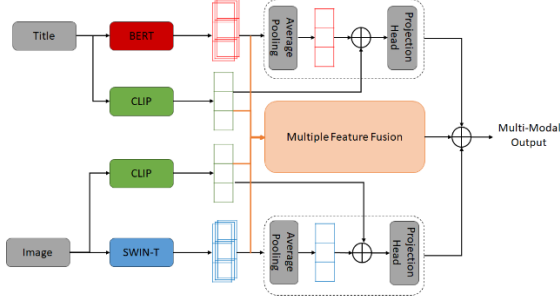 Title
BERT
Average
Pooling
Projection
Head
CLIP
Multiple Feature Fusion
Multi-Modal
Output
CLIP
Image
SWIN-T
Average
Pooling
Projection
Head